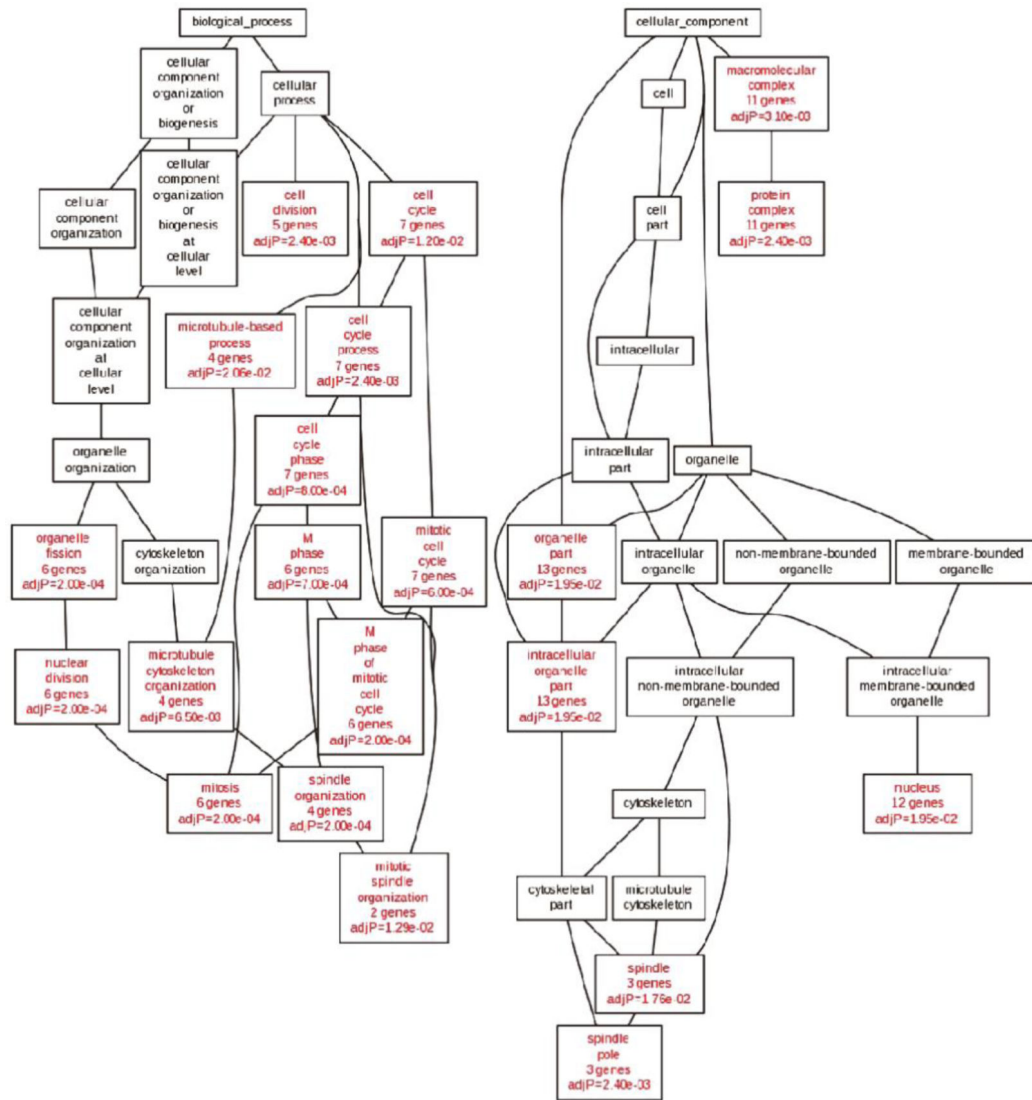 biological_process
cellular
component
organization
or
biogenesis
cellular
process
cellular
component
organization
cellular
component
organization
or
biogenesis
at
cellular
level
cell
division
5 genes
adjP=2.40e-03
cell
cycle
7 genes
adjP=1.20e-02
cellular
component
organization
at
cellular
level
microtubule-based
process
4 genes
adjP=2.06e-02
cell
cycle
process
7 genes
adjP=2.40e-03
organelle
organization
cell
cycle
phase
7 genes
adjP=8.00e-04
organelle
fission
6 genes
adjP=2.00e-04
cytoskeleton
organization
M
phase
6 genes
adjP=7.00e-04
mitotic
cell
cycle
7 genes
adjP=6.00e-04
nuclear
division
6 genes
adjP=2.00e-04
microtubule
cytoskeleton
organization
4 genes
adjP=6.50e-03
M
phase
of
mitotic
cell
cycle
6 genes
adjP=2.00e-04
mitosis
6 genes
adjP=2.00e-04
spindle
organization
4 genes
adjP=2.00e-04
mitotic
spindle
organization
2 genes
adjP=1.29e-02
cellular_component
cell
macromolecular
complex
11 genes
adjP=3.10e-03
cell
part
protein
complex
11 genes
adjP=2.40e-03
intracellular
intracellular
part
organelle
organelle
part
13 genes
adjP=1.95e-02
intracellular
organelle
non-membrane-bounded
organelle
membrane-bounded
organelle
intracellular
organelle
part
13 genes
adjP=1.95e-02
intracellular
non-membrane-bounded
organelle
intracellular
membrane-bounded
organelle
cytoskeleton
nucleus
12 genes
adjP=1.95e-02
cytoskeletal
part
microtubule
cytoskeleton
spindle
3 genes
adjP=1.76e-02
spindle
pole
3 genes
adjP=2.40e-03